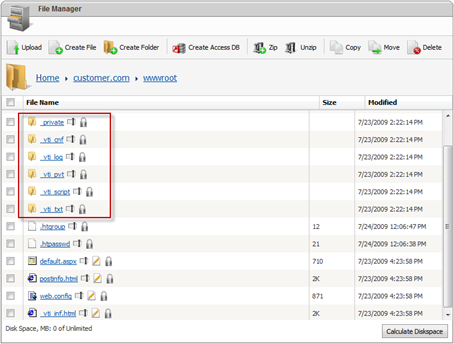 File Manager
Upload Create File Create Folder Create Access DB Zip Unzip Copy Move Delete
Home customer.com wwwroot
File Name Size Modified
_private 7/23/2009 2:22:14 PM
_vti_cnf 7/23/2009 2:22:14 PM
_vti_log 7/23/2009 2:22:14 PM
_vti_pvt 7/23/2009 2:22:14 PM
_vti_script 7/23/2009 2:22:14 PM
_vti_txt 7/23/2009 2:22:14 PM
.htgroup 12 7/23/2009 12:06:47 PM
.htpasswd 21 7/24/2009 12:06:38 PM
default.aspx 710 7/23/2009 4:23:58 PM
postinfo.html 2K 7/23/2009 4:23:58 PM
web.config 871 7/23/2009 4:23:58 PM
_vti_inf.html 2K 7/23/2009 4:23:58 PM
Disk Space, MB: 0 of Unlimited Calculate Diskspace